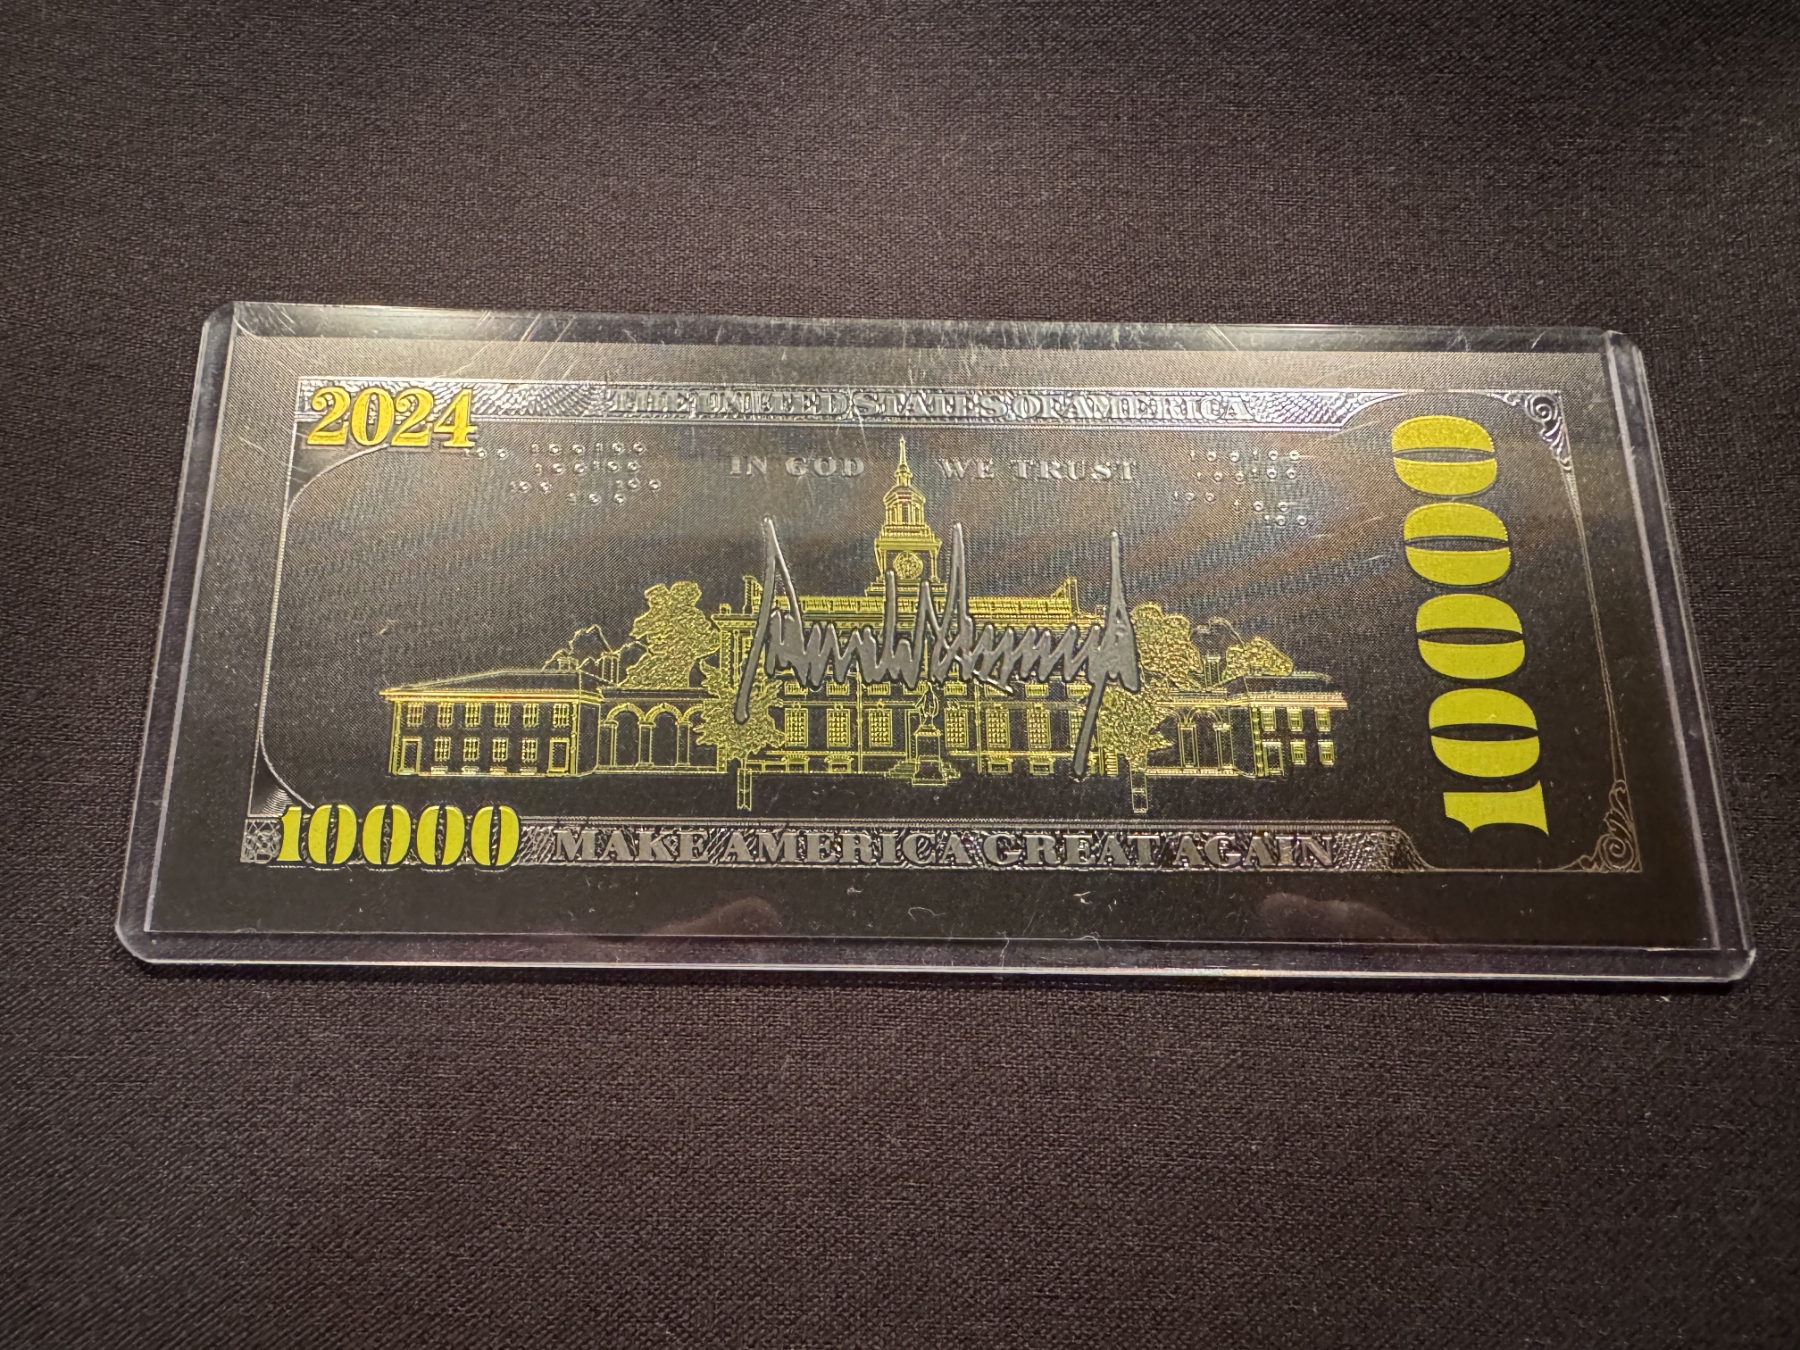 2024
THE UNITED STATES OF AMERICA
IN GOD WE TRUST
10000
10000
MAKE AMERICA GREAT AGAIN